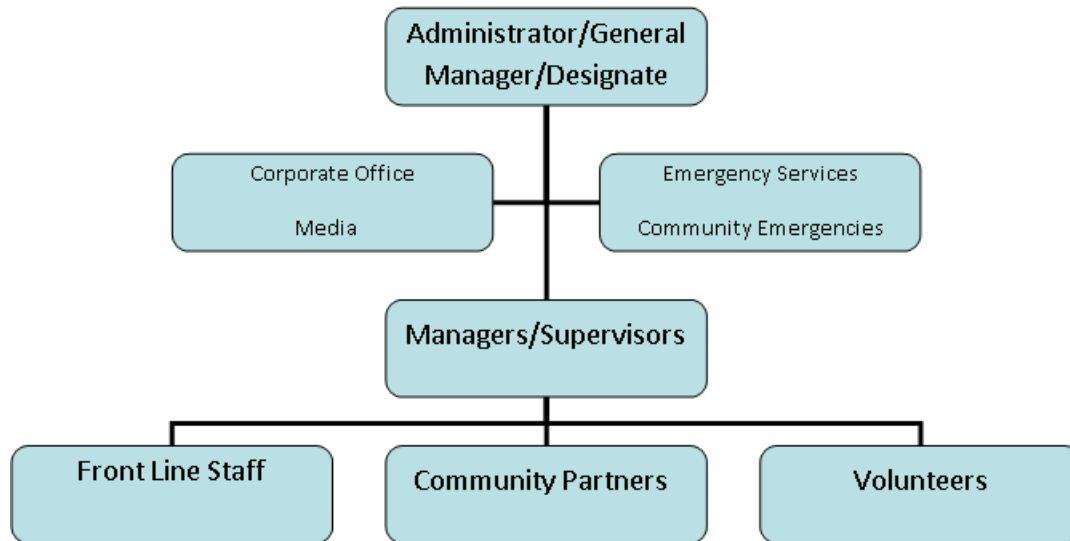 Administrator/General
Manager/Designate
Corporate Office
Media
Emergency Services
Community Emergencies
Managers/Supervisors
Front Line Staff
Community Partners
Volunteers